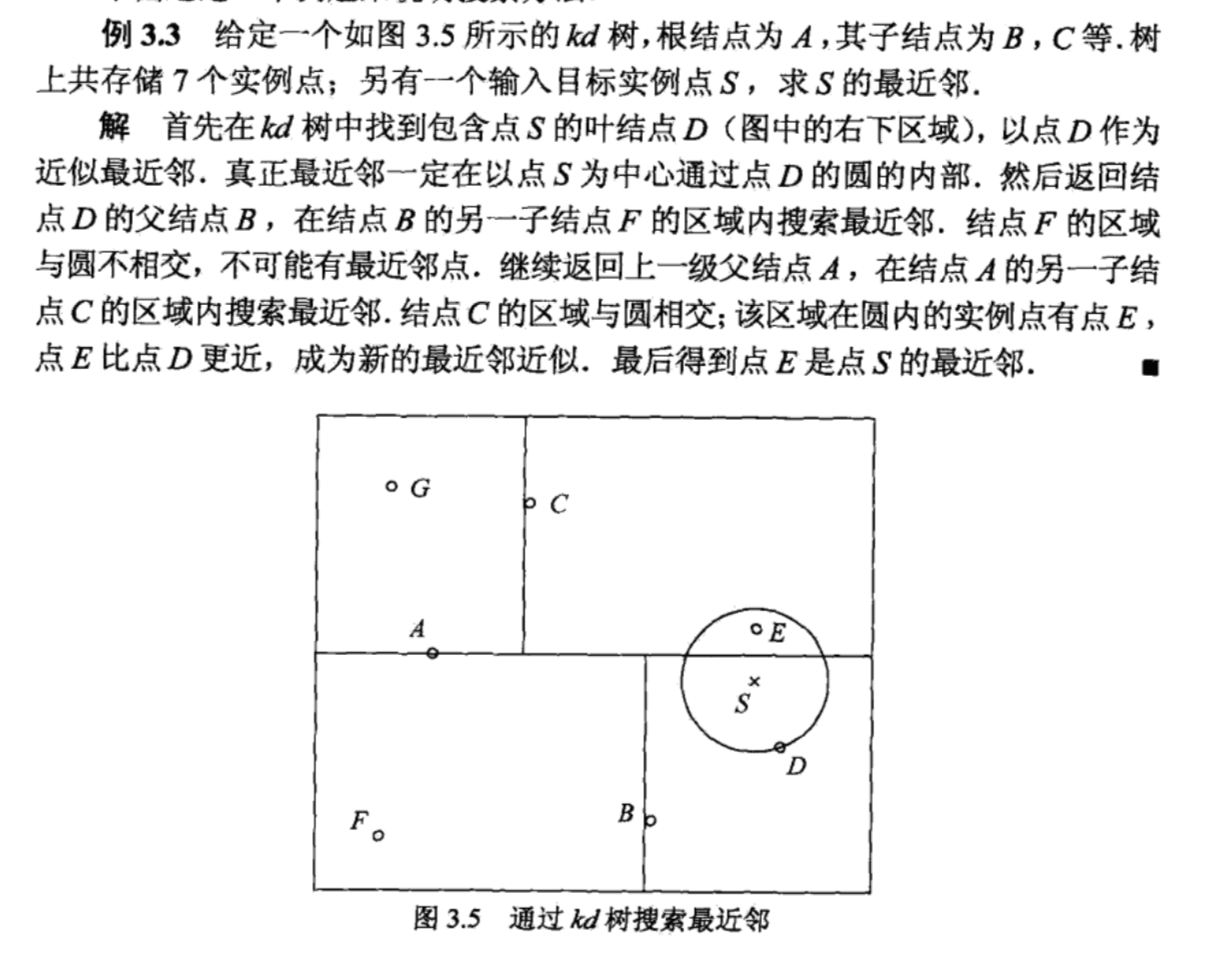 例 3.3 给定一个如图 3.5 所示的 kd 树,根结点为 A,其子结点为 B,C 等.树
上共存储 7 个实例点;另有一个输入目标实例点 S,求 S 的最近邻.
解 首先在 kd 树中找到包含点 S 的叶结点 D(图中的右下区域),以点 D 作为
近似最近邻.真正最近邻一定在以点 S 为中心通过点 D 的圆的内部.然后返回结
点 D 的父结点 B,在结点 B 的另一子结点 F 的区域内搜索最近邻.结点 F 的区域
与圆不相交,不可能有最近邻点.继续返回上一级父结点 A,在结点 A 的另一子结
点 C 的区域内搜索最近邻.结点 C 的区域与圆相交;该区域在圆内的实例点有点 E,
点 E 比点 D 更近,成为新的最近邻近似.最后得到点 E 是点 S 的最近邻. ■
G
C
A
E
S
D
B
F
图 3.5 通过 kd 树搜索最近邻